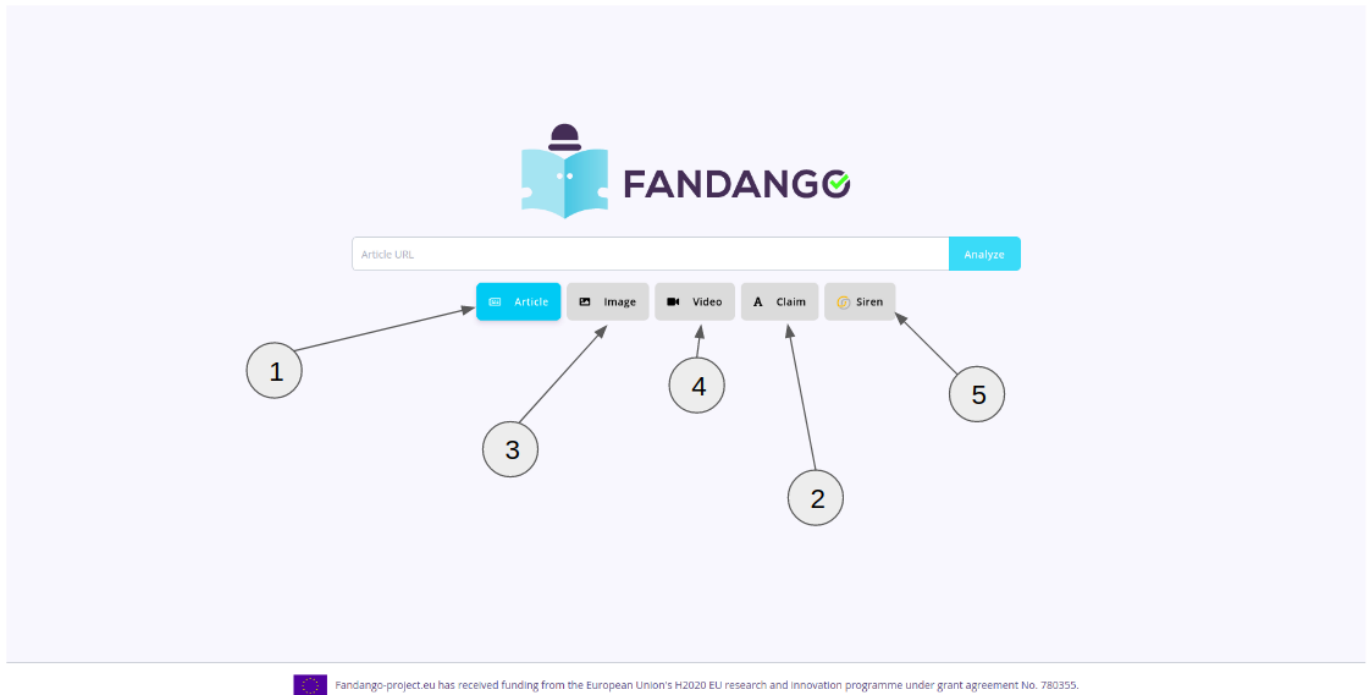 FANDANGO
Article URL
Analyze
Article
Image
Video
A Claim
Siren
1
4
5
3
2
Fandango-project.eu has received funding from the European Union's H2020 EU research and innovation programme under grant agreement No. 780355.